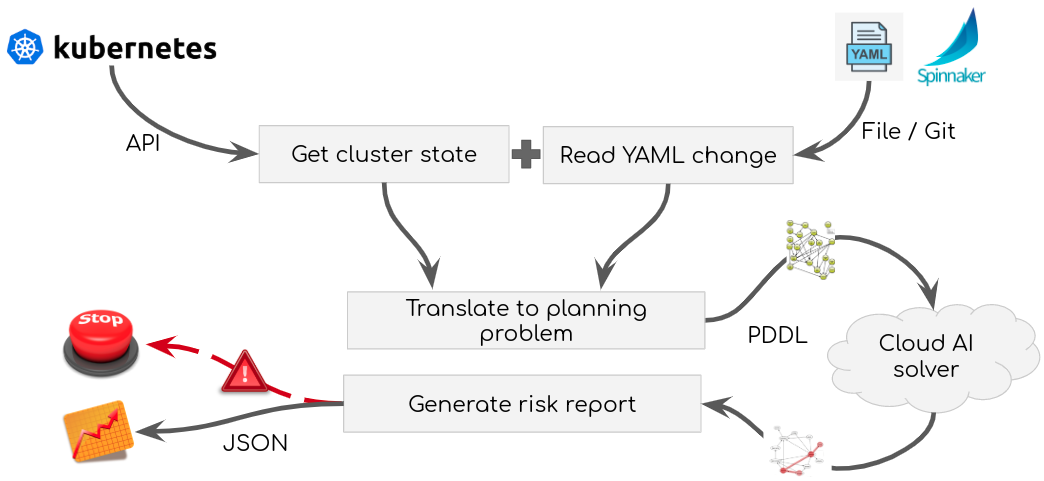 kubernetes
YAML
Spinnaker
API
File / Git
Get cluster state
Read YAML change
Translate to planning
problem
PDDL
Cloud AI
solver
Stop
!
Generate risk report
JSON